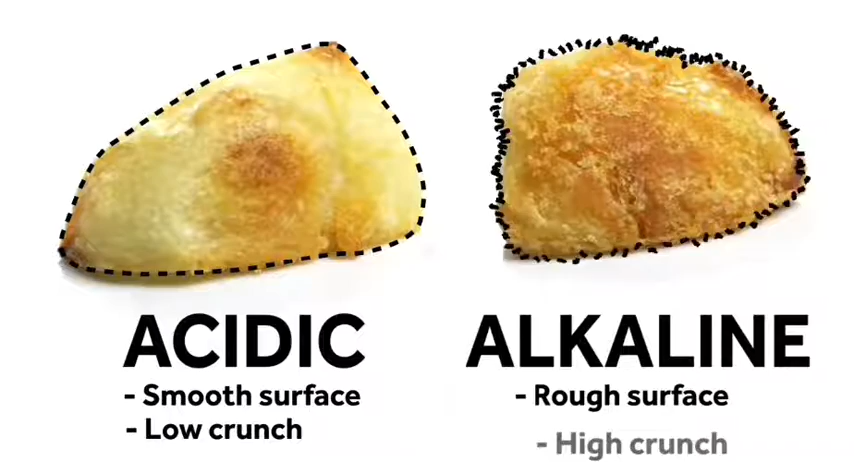 ACIDIC
- Smooth surface
- Low crunch
ALKALINE
- Rough surface
- High crunch